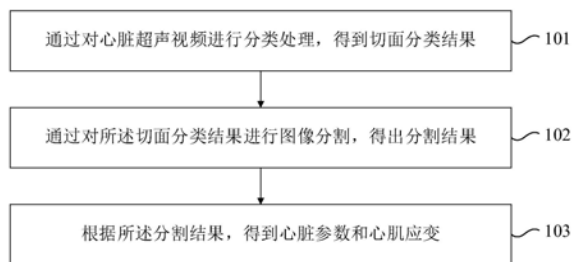 通过对心脏超声视频进行分类处理，得到切面分类结果
101
通过对所述切面分类结果进行图像分割，得出分割结果
102
根据所述分割结果，得到心脏参数和心肌应变
103